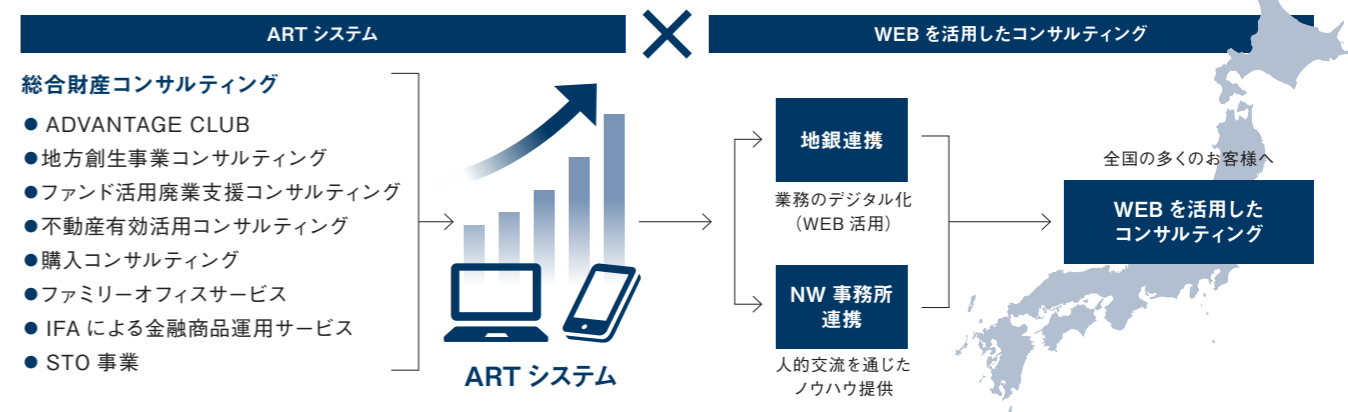 ARTシステム
WEBを活用したコンサルティング
総合財産コンサルティング
● ADVANTAGE CLUB
●地方創生事業コンサルティング
●ファンド活用廃業支援コンサルティング
●不動産有効活用コンサルティング
●購入コンサルティング
●ファミリーオフィスサービス
● IFAによる金融商品運用サービス
● STO事業
ARTシステム
地銀連携
業務のデジタル化
（WEB活用）
NW事務所
連携
人的交流を通じた
ノウハウ提供
全国の多くのお客様へ
WEBを活用した
コンサルティング